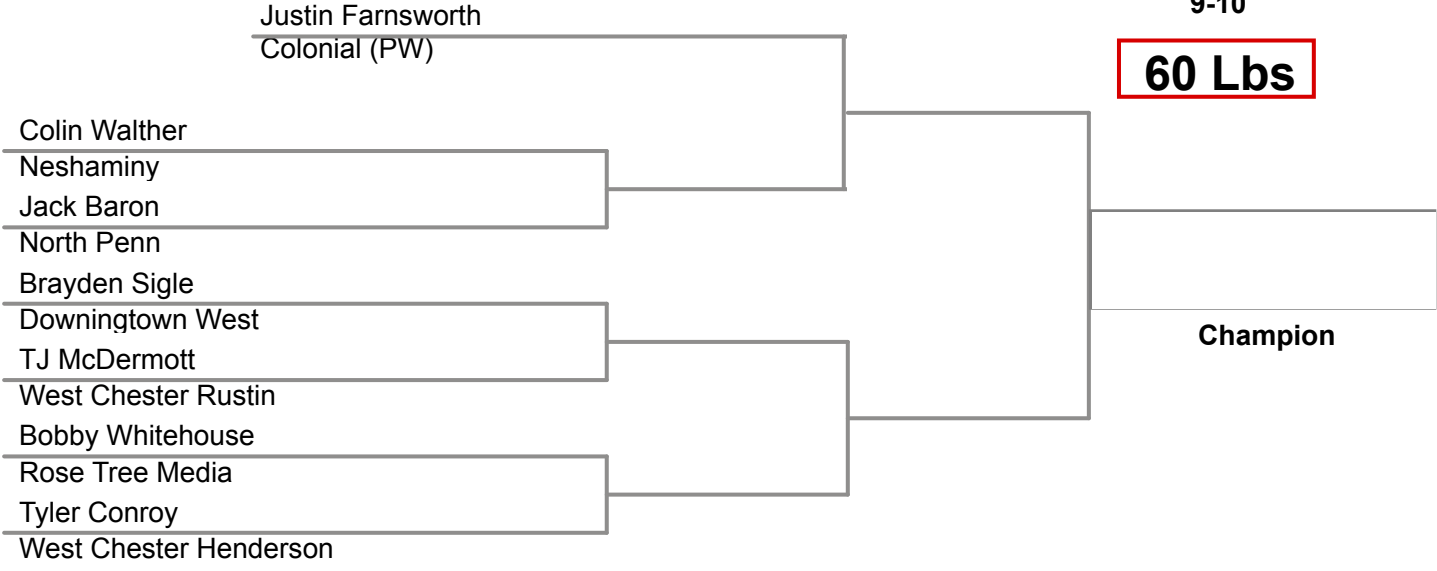 9-10
60 Lbs
Justin Farnsworth
Colonial (PW)
Colin Walther
Neshaminy
Jack Baron
North Penn
Brayden Sigle
Downingtown West
TJ McDermott
West Chester Rustin
Bobby Whitehouse
Rose Tree Media
Tyler Conroy
West Chester Henderson
Champion